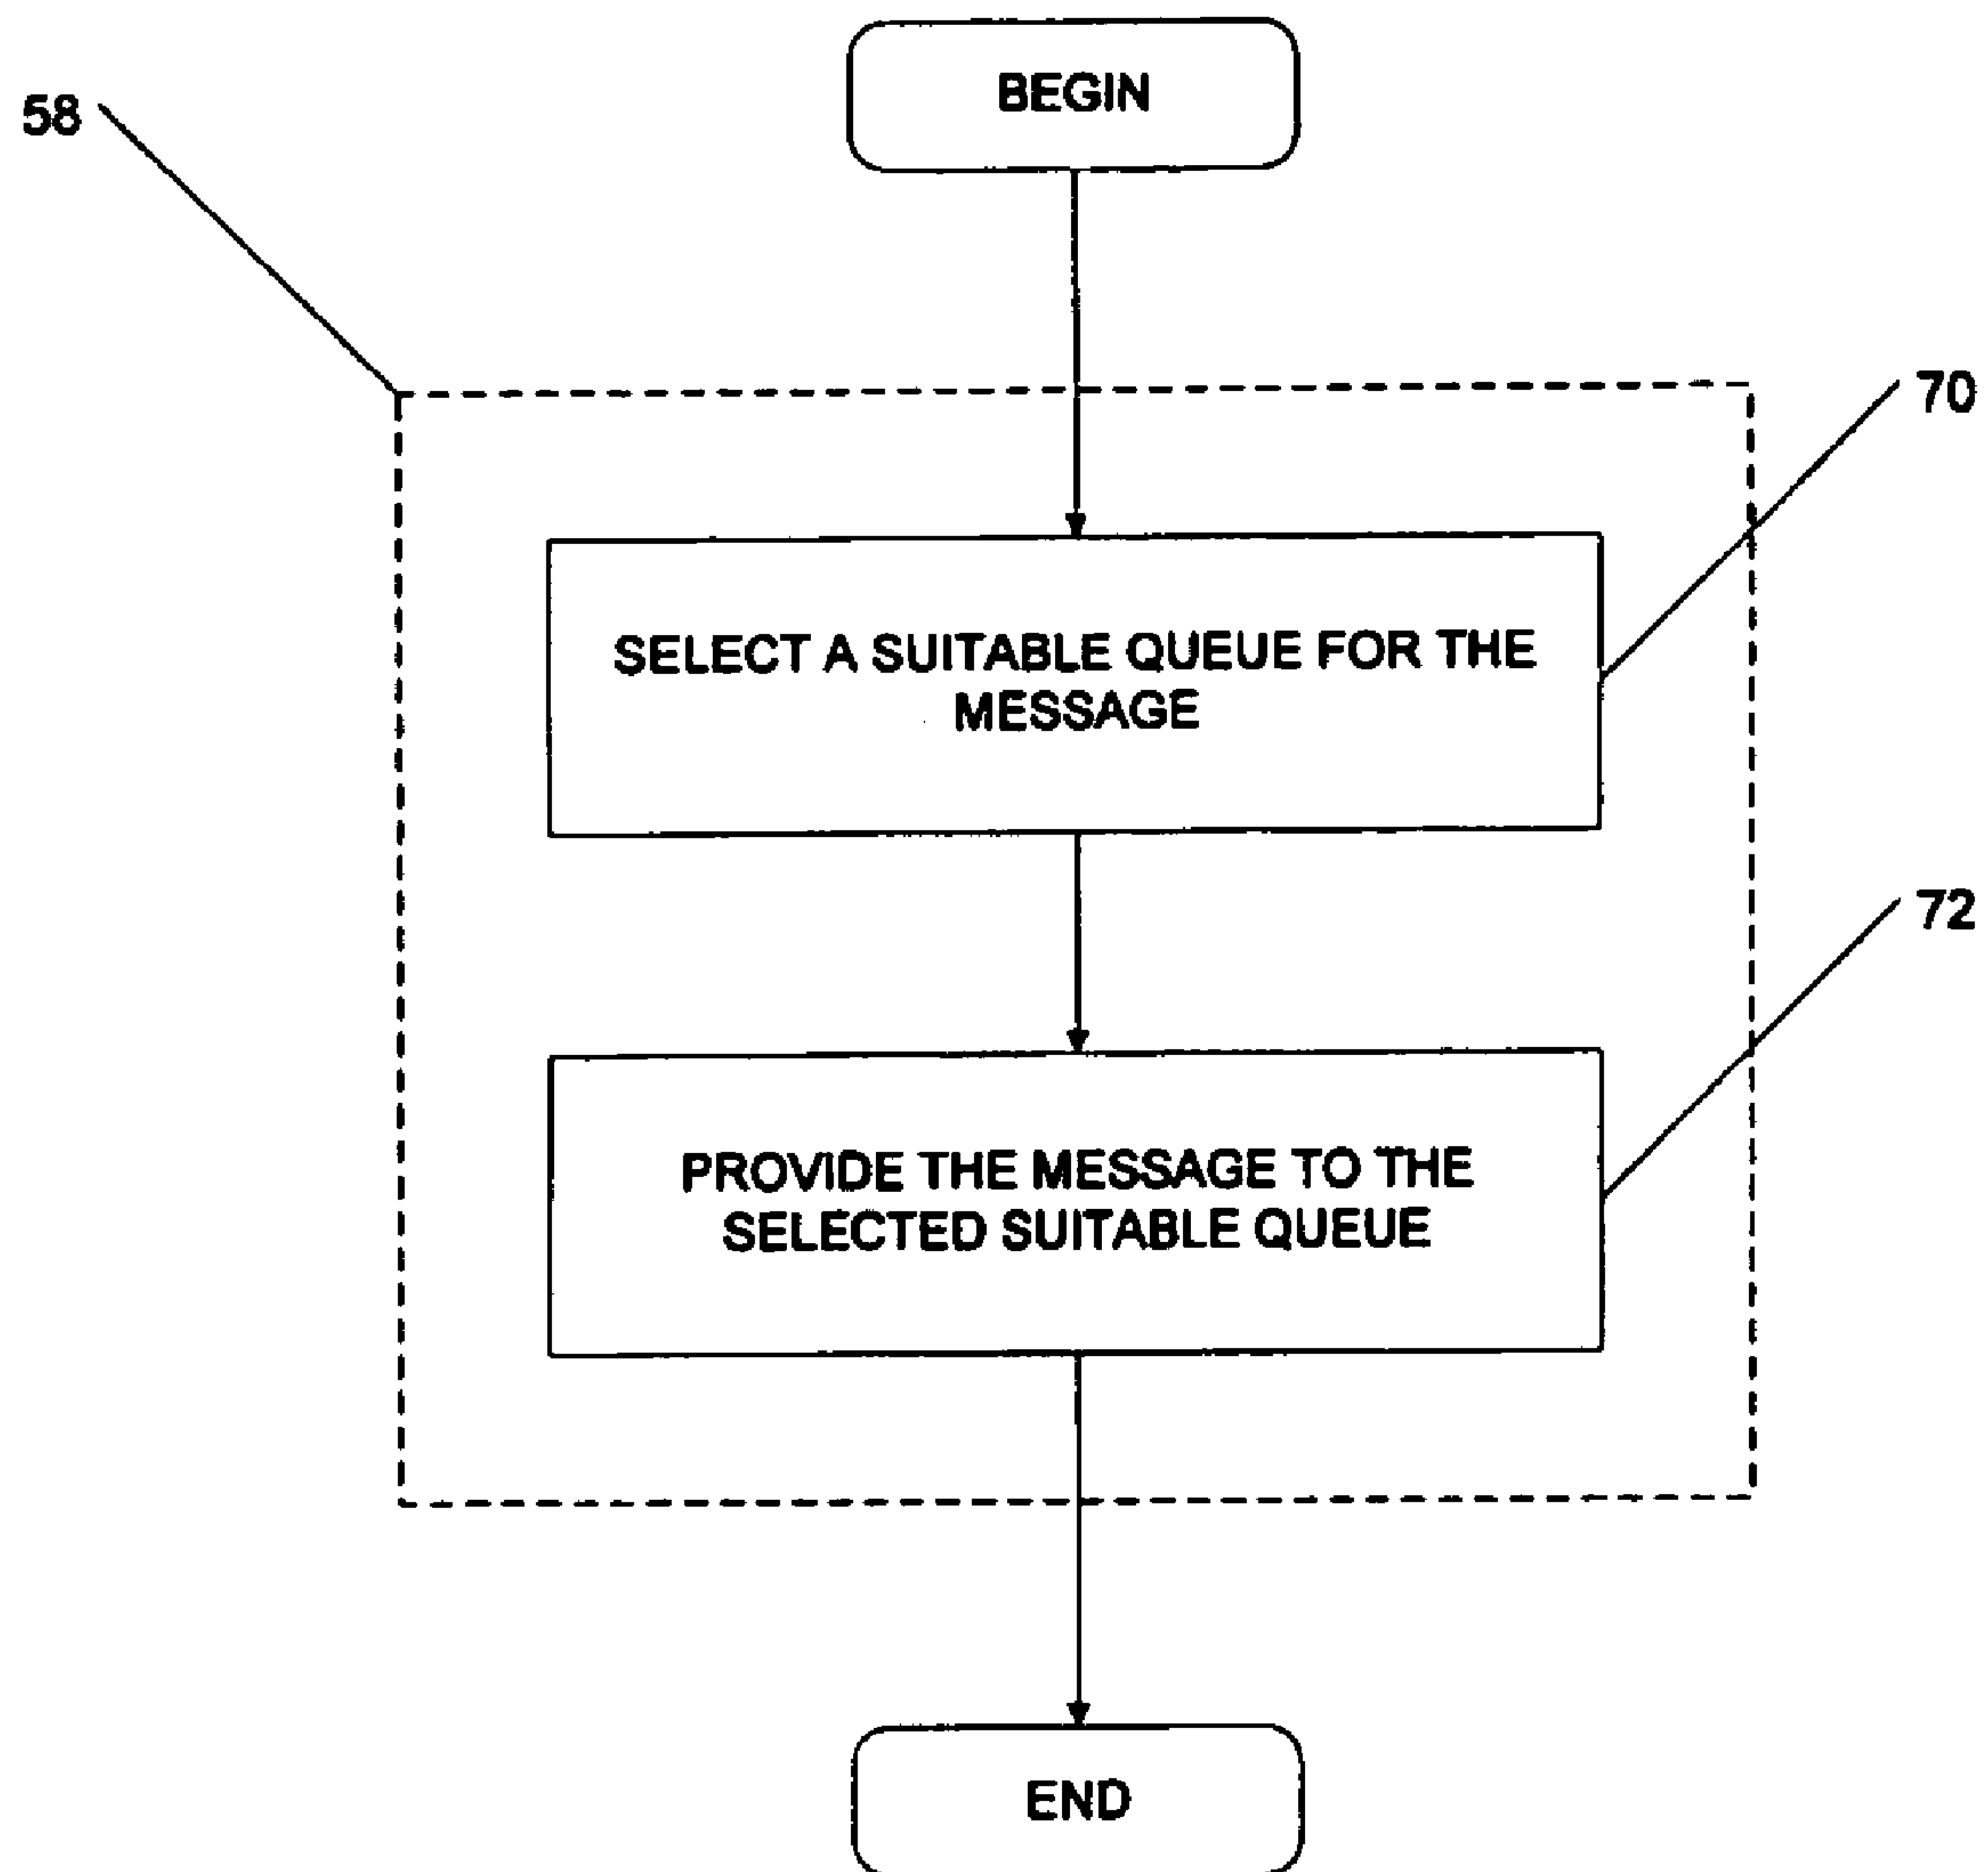 BEGIN
58
70
SELECT A SUITABLE QUEUE FOR THE
MESSAGE
72
PROVIDE THE MESSAGE TO THE
SELECTED SUITABLE QUEUE
END